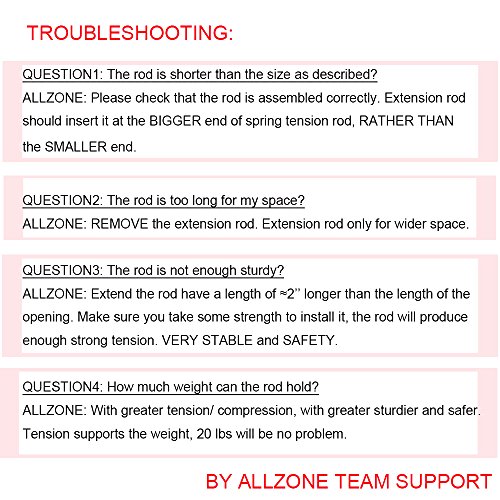 TROUBLESHOOTING:
QUESTION1: The rod is shorter than the size as described?
ALLZONE: Please check that the rod is assembled correctly. Extension rod
should insert it at the BIGGER end of spring tension rod, RATHER THAN
the SMALLER end.
QUESTION2: The rod is too long for my space?
ALLZONE: REMOVE the extension rod. Extension rod only for wider space.
QUESTION3: The rod is not enough sturdy?
ALLZONE: Extend the rod have a length of ≈2’’ longer than the length of the
opening. Make sure you take some strength to install it, the rod will produce
enough strong tension. VERY STABLE and SAFETY.
QUESTION4: How much weight can the rod hold?
ALLZONE: With greater tension/ compression, with greater sturdier and safer.
Tension supports the weight, 20 lbs will be no problem.
BY ALLZONE TEAM SUPPORT